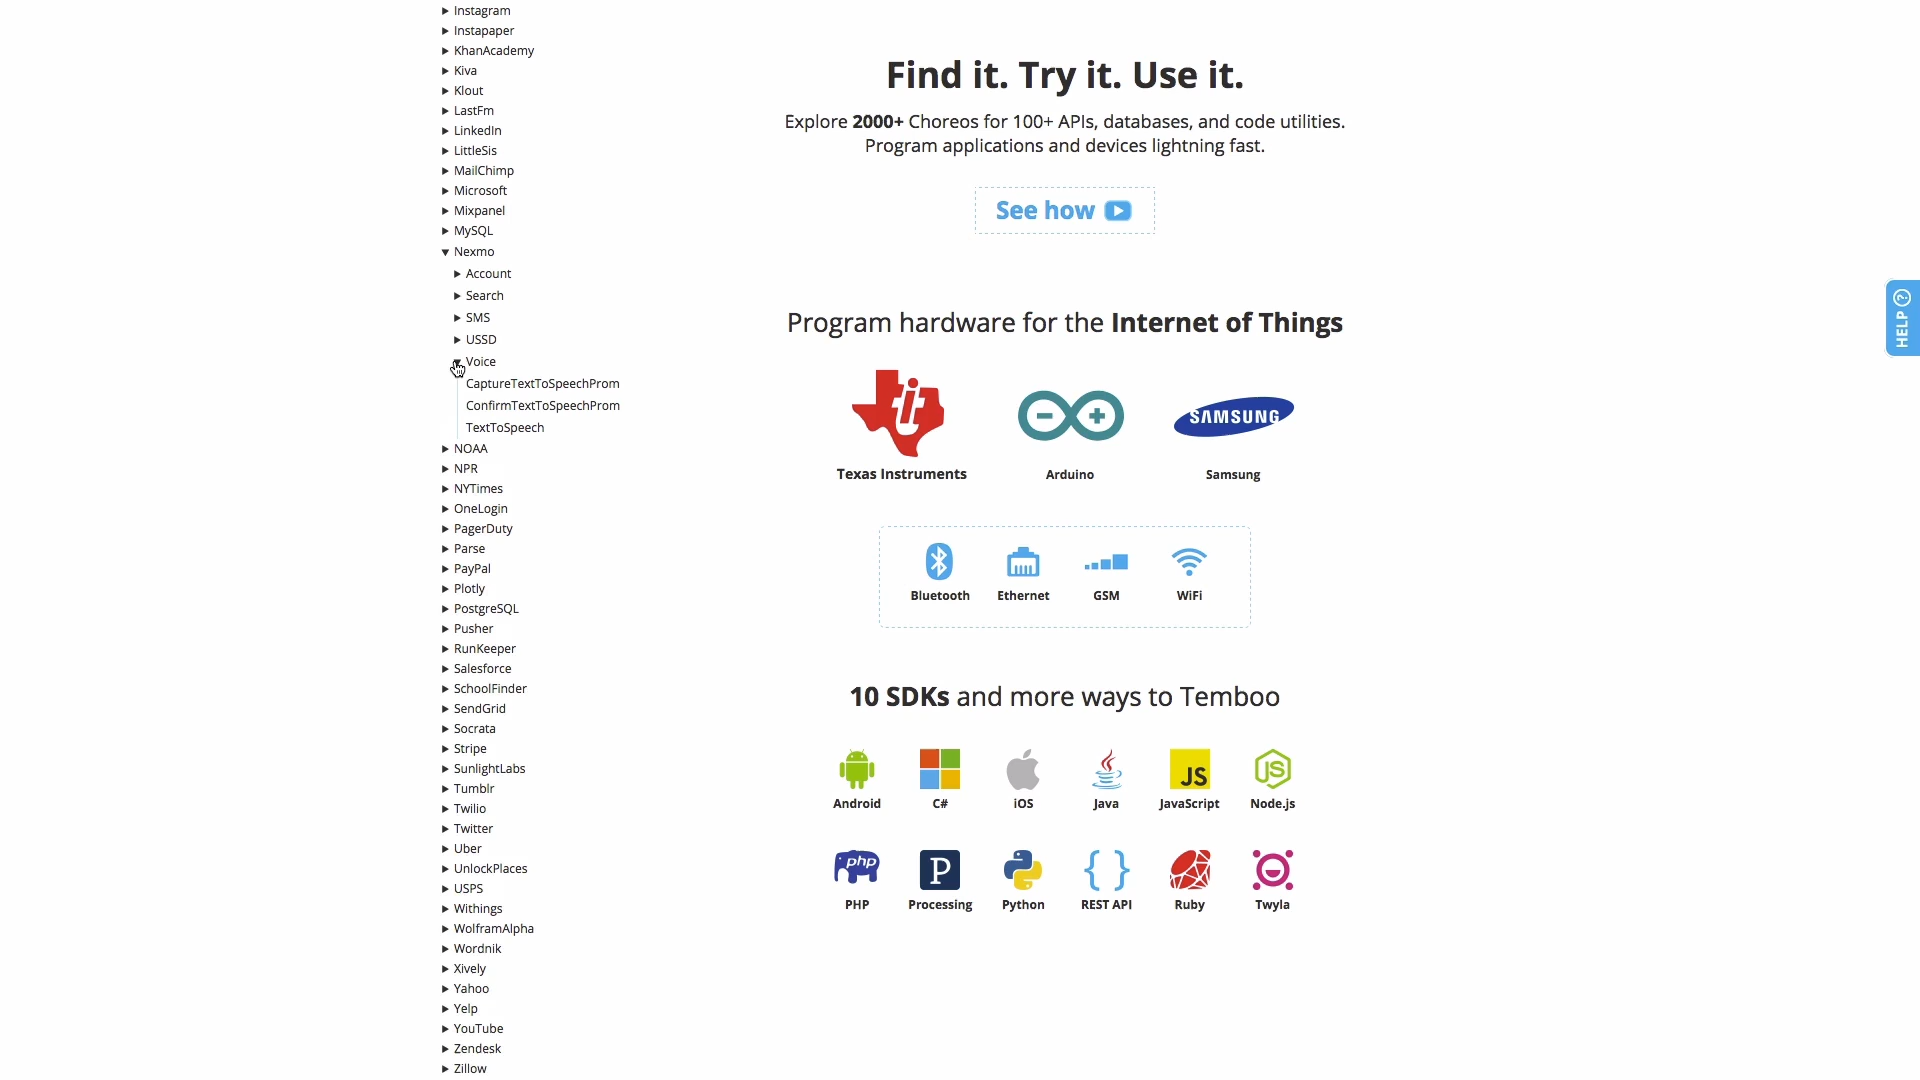 Instagram
Instapaper
KhanAcademy
Kiva
Klout
LastFm
LinkedIn
LittleSis
MailChimp
Microsoft
Mixpanel
MySQL
Nexmo
Account
Search
SMS
USSD
Voice
CaptureTextToSpeechProm
ConfirmTextToSpeechProm
TextToSpeech
NOAA
NPR
NYTimes
OneLogin
PagerDuty
Parse
PayPal
Plotly
PostgreSQL
Pusher
RunKeeper
Salesforce
SchoolFinder
SendGrid
Socrata
Stripe
SunlightLabs
Tumblr
Twilio
Twitter
Uber
UnlockPlaces
USPS
Withings
WolframAlpha
Wordnik
Xively
Yahoo
Yelp
YouTube
Zendesk
Zillow
Find it. Try it. Use it.
Explore 2000+ Choreos for 100+ APIs, databases, and code utilities.
Program applications and devices lightning fast.
See how
Program hardware for the Internet of Things
SAMSUNG
Texas Instruments Arduino Samsung
Bluetooth Ethernet GSM WiFi
10 SDKs and more ways to Temboo
JS JS
Android C# iOS Java JavaScript Node.js
php P { }
PHP Processing Python REST API Ruby Twyla
HELP ?